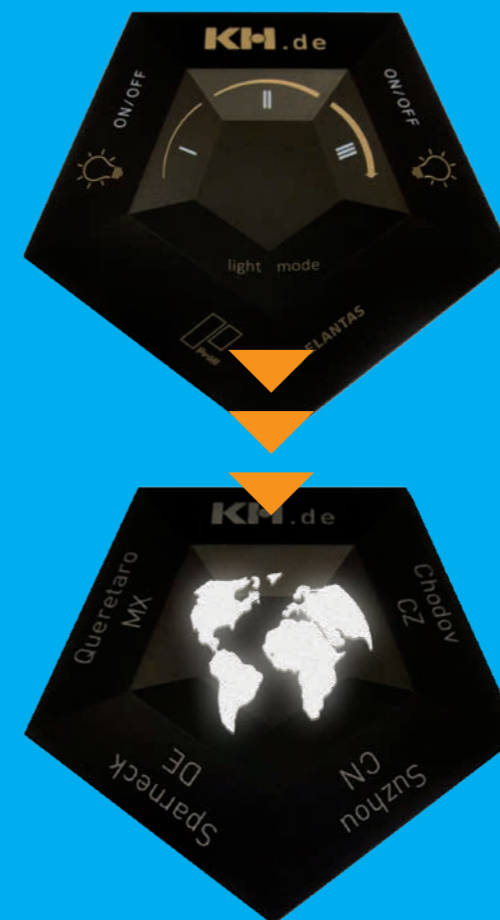 KH.de
ON/OFF
ON/OFF
I
II
III
light mode
Pröll
ELANTAS
KH.de
Queretaro
MX
Chodov
CZ
Sparneck
DE
Suzhou
CN